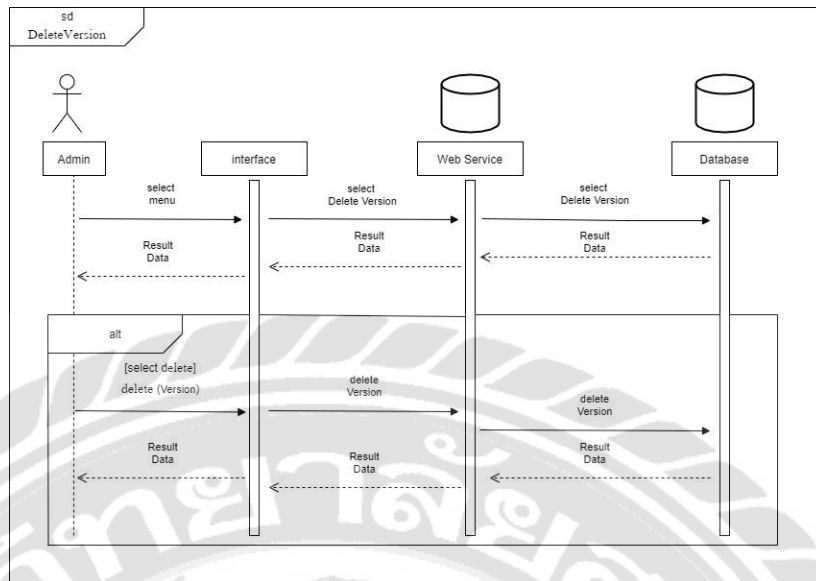 sd
DeleteVersion
Admin
interface
Web Service
Database
select
menu
select
Delete Version
select
Delete Version
Result
Data
Result
Data
Result
Data
alt
[select delete]
delete (Version)
delete
Version
delete
Version
Result
Data
Result
Data
Result
Data